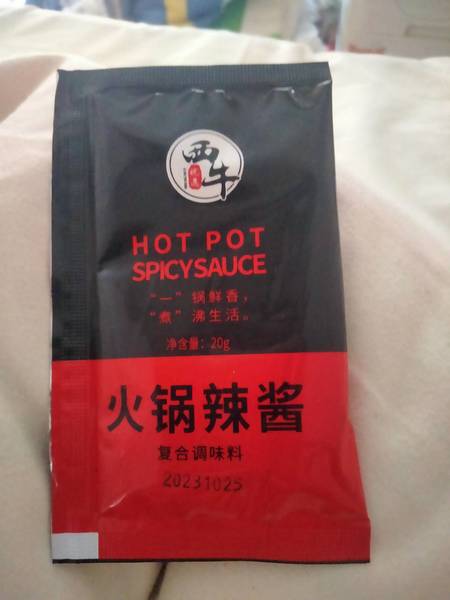 西牛
HOT POT
SPICYSAUCE
“一”锅鲜香，
“煮”沸生活。
净含量：20g
火锅辣酱
复合调味料
20231025